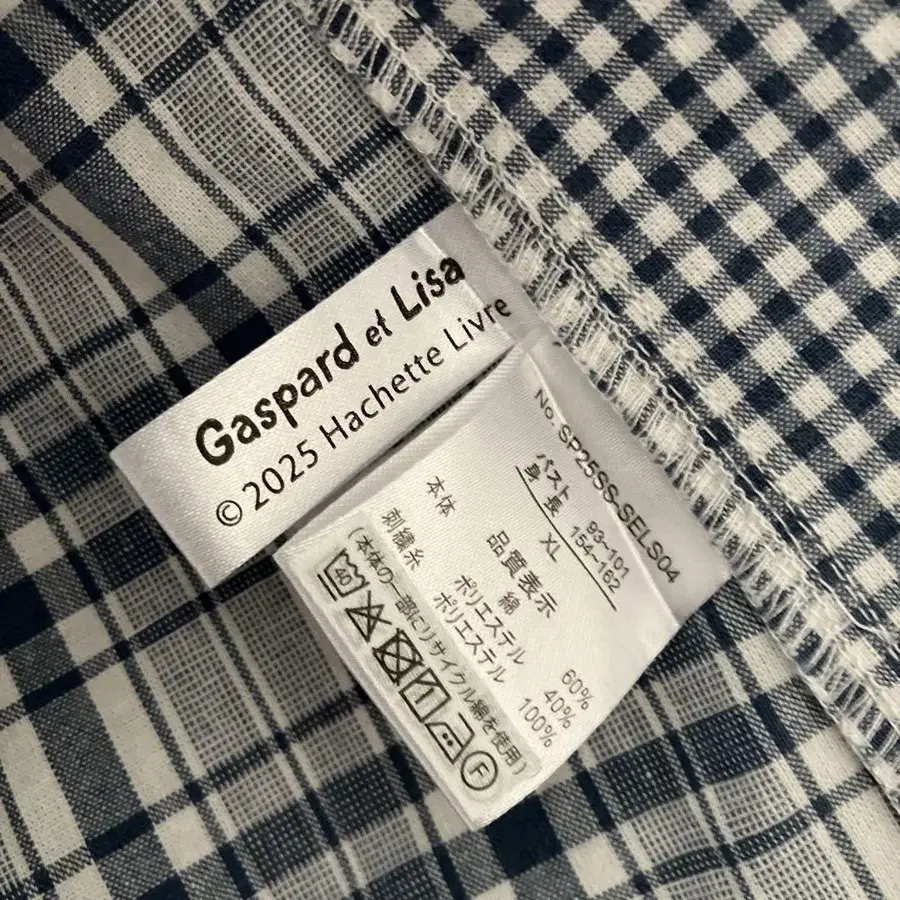 Gaspard et Lisa
© 2025 Hachette Livre
No. SP25SS-SELS04
バスト 93-101
身長 154-162
XL
品質表示
本体 綿 60%
ポリエステル 40%
刺繍糸 ポリエステル 100%
(本体の一部にリサイクル綿を使用)
40
F